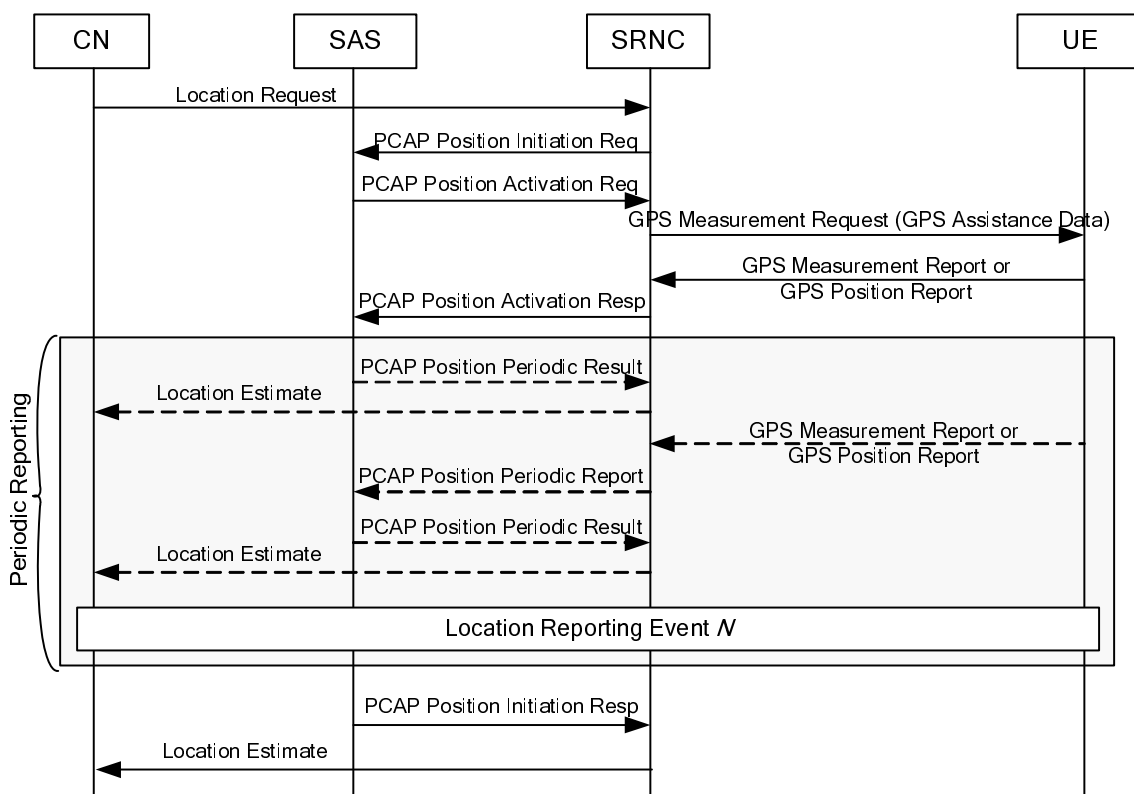 CN
SAS
SRNC
UE
Location Request
PCAP Position Initiation Req
PCAP Position Activation Req
GPS Measurement Request (GPS Assistance Data)
GPS Measurement Report or
GPS Position Report
PCAP Position Activation Resp
Periodic Reporting
PCAP Position Periodic Result
Location Estimate
GPS Measurement Report or
GPS Position Report
PCAP Position Periodic Report
PCAP Position Periodic Result
Location Estimate
Location Reporting Event N
PCAP Position Initiation Resp
Location Estimate